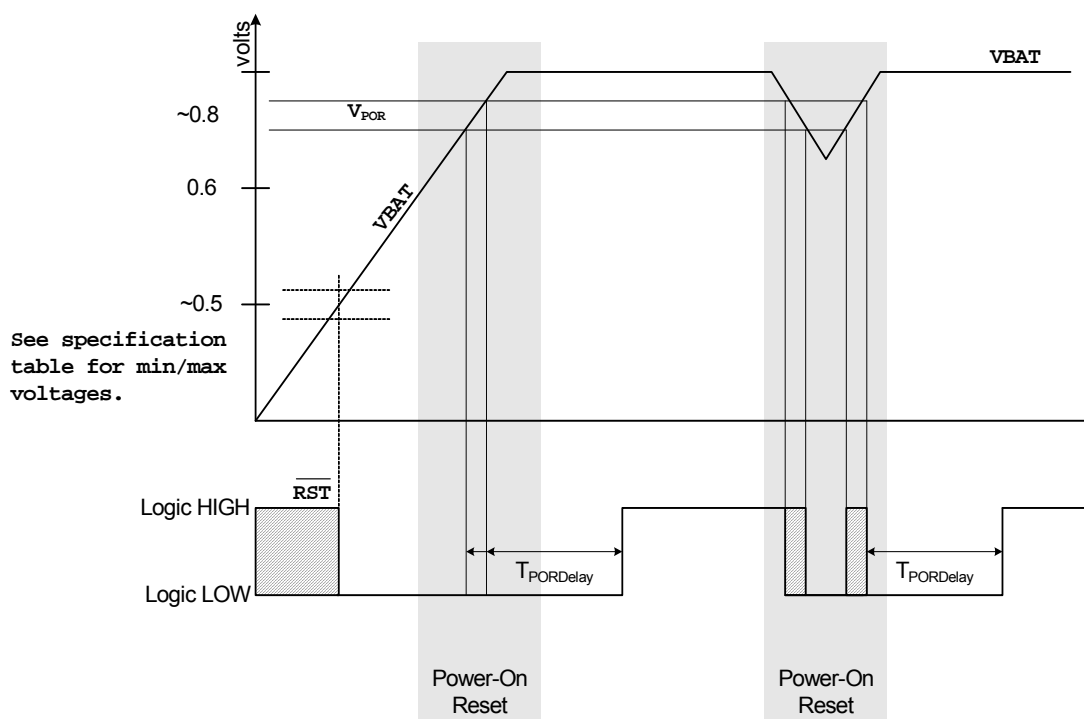 volts
VBAT
~0.8
VPOR
0.6
VBAT
~0.5
See specification
table for min/max
voltages.
RST
Logic HIGH
TPORDelay
TPORDelay
Logic LOW
Power-On
Reset
Power-On
Reset